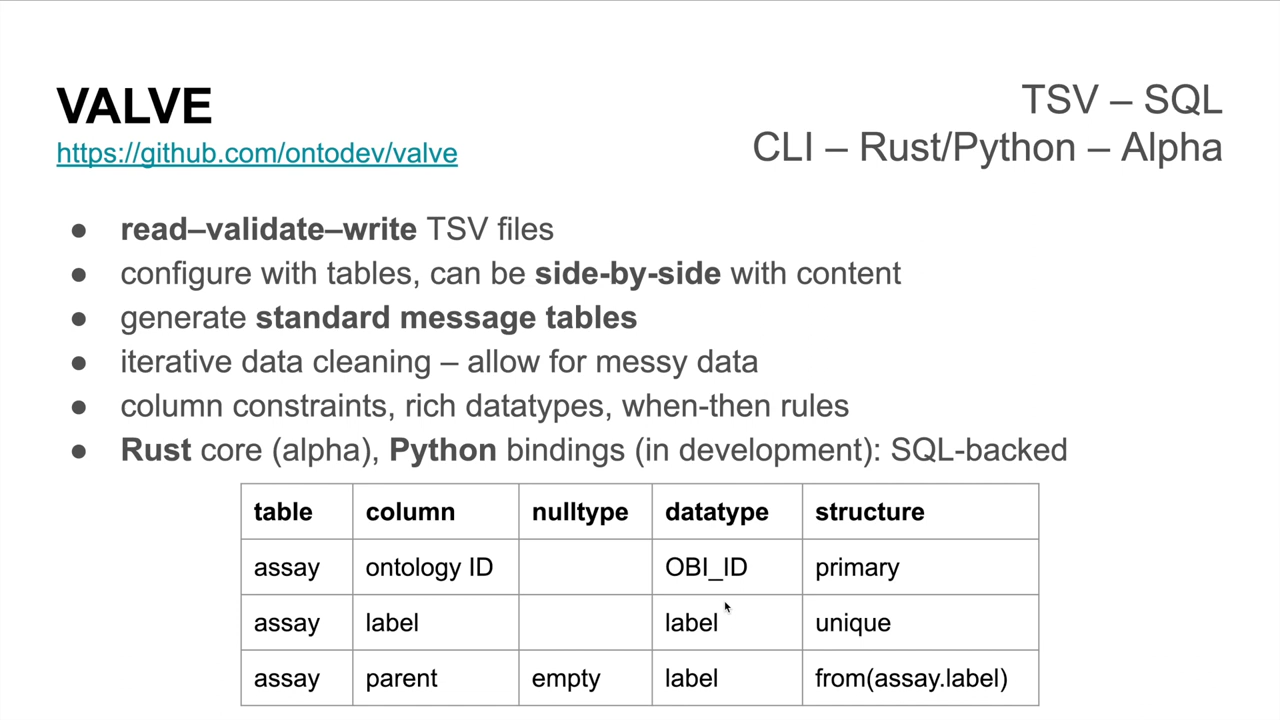 VALVE
https://github.com/ontodev/valve
TSV – SQL
CLI – Rust/Python – Alpha
● read–validate–write TSV files
● configure with tables, can be side-by-side with content
● generate standard message tables
● iterative data cleaning – allow for messy data
● column constraints, rich datatypes, when-then rules
● Rust core (alpha), Python bindings (in development): SQL-backed
table column nulltype datatype structure
assay ontology ID OBI_ID primary
assay label label unique
assay parent empty label from(assay.label)